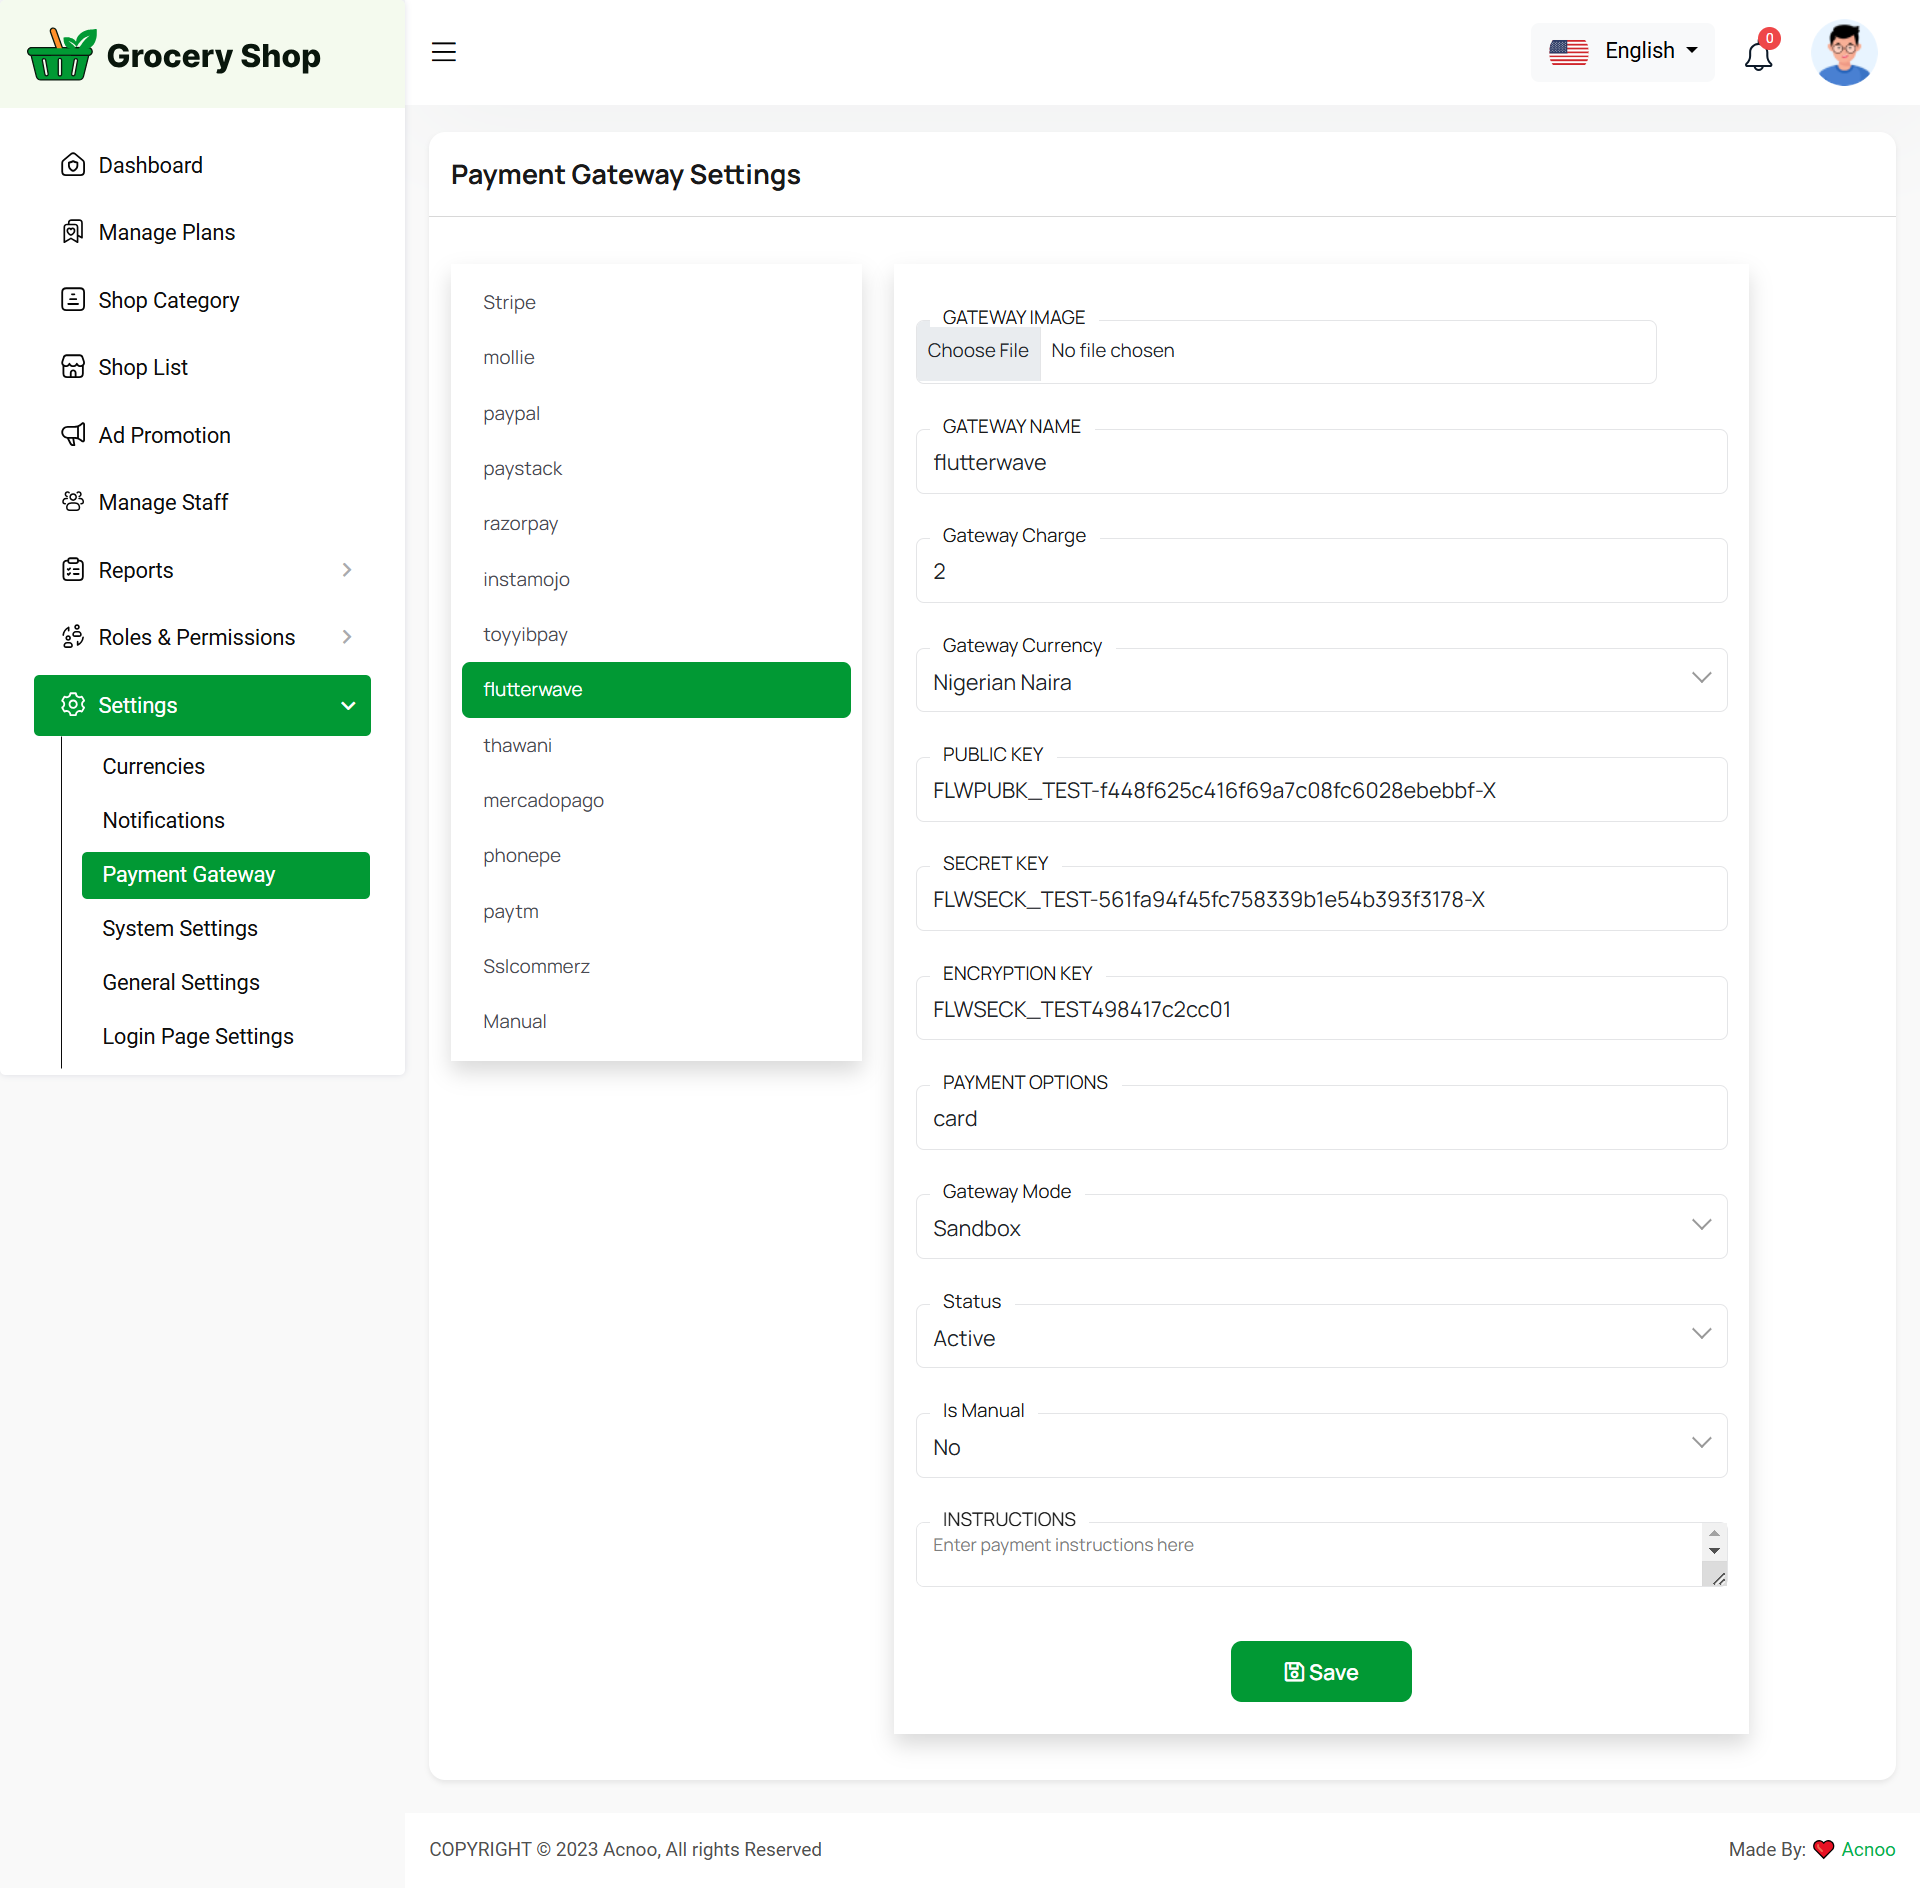 Grocery Shop
English
0
Dashboard
Manage Plans
Shop Category
Shop List
Ad Promotion
Manage Staff
Reports
Roles & Permissions
Settings
Currencies
Notifications
Payment Gateway
System Settings
General Settings
Login Page Settings
Payment Gateway Settings
Stripe
mollie
paypal
paystack
razorpay
instamojo
toyyibpay
flutterwave
thawani
mercadopago
phonepe
paytm
Sslcommerz
Manual
GATEWAY IMAGE
Choose File No file chosen
GATEWAY NAME
flutterwave
Gateway Charge
2
Gateway Currency
Nigerian Naira
PUBLIC KEY
FLWPUBK_TEST-f448f625c416f69a7c08fc6028ebebbf-X
SECRET KEY
FLWSECK_TEST-561fa94f45fc758339b1e54b393f3178-X
ENCRYPTION KEY
FLWSECK_TEST498417c2cc01
PAYMENT OPTIONS
card
Gateway Mode
Sandbox
Status
Active
Is Manual
No
INSTRUCTIONS
Enter payment instructions here
Save
COPYRIGHT © 2023 Acnoo, All rights Reserved
Made By: ❤️ Acnoo